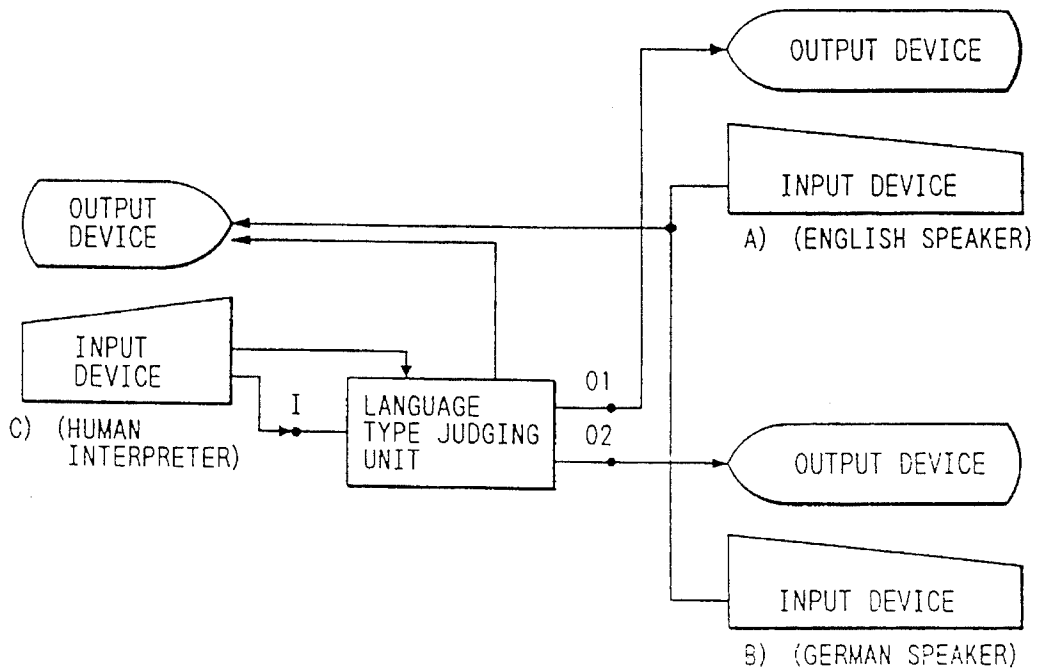 OUTPUT DEVICE
INPUT DEVICE
A) (ENGLISH SPEAKER)
OUTPUT
DEVICE
INPUT
DEVICE
C) (HUMAN
INTERPRETER)
I
LANGUAGE
TYPE JUDGING
UNIT
O1
O2
OUTPUT DEVICE
INPUT DEVICE
B) (GERMAN SPEAKER)